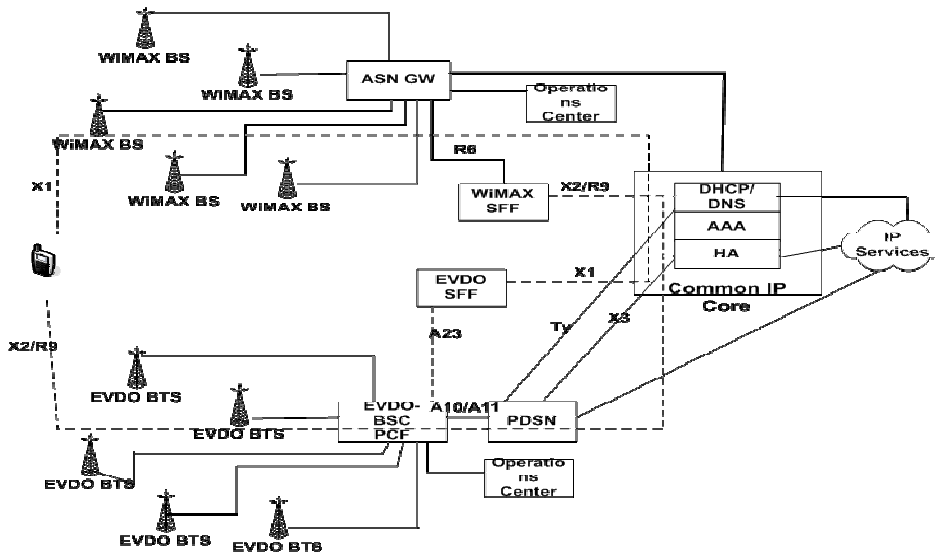 WIMAX BS
WIMAX BS
ASN GW
Operatio
ns
Center
WiMAX BS
R6
X1
WIMAX BS
WIMAX BS
WiMAX
SFF
X2/R9
DHCP/
DNS
AAA
HA
Common IP
Core
IP
Services
EVDO
SFF
X1
Ty
X3
A23
X2/R9
EVDO BTS
EVDO BTS
EVDO-
BSC
PCF
A10/A11
PDSN
EVDO BTS
Operatio
ns
Center
EVDO BTS
EVDO BTS